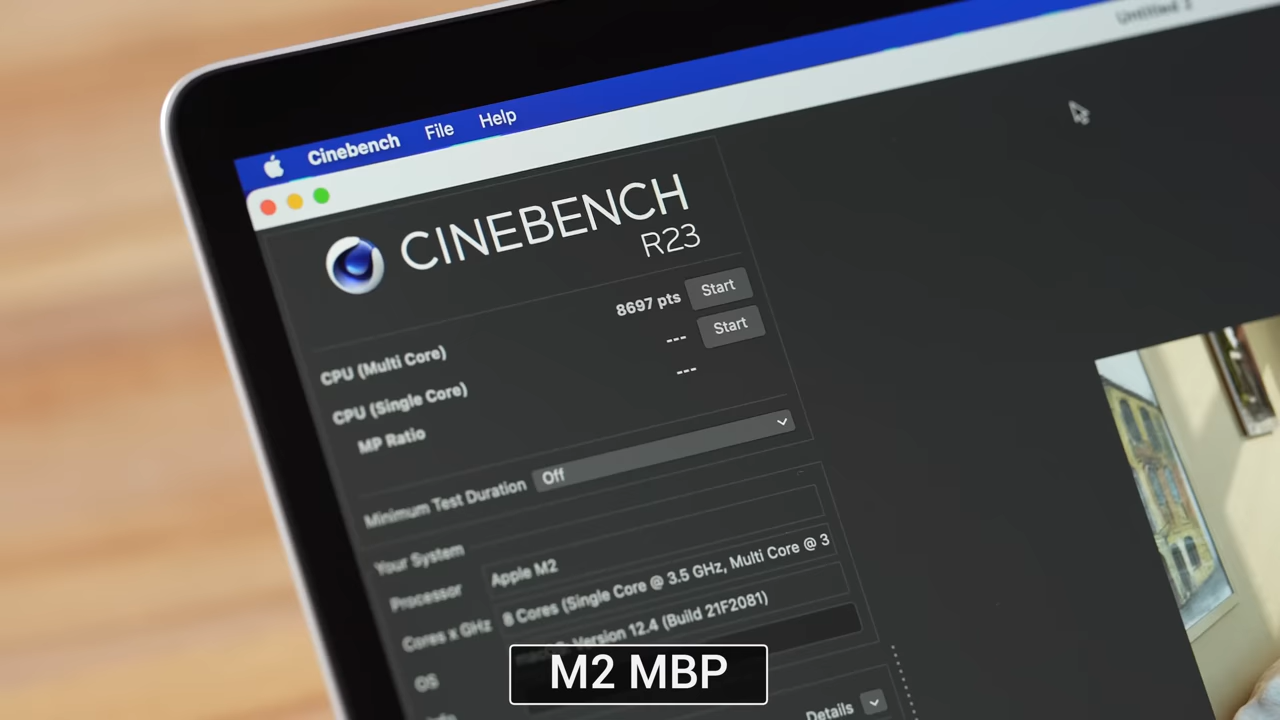 Cinebench File Help
Untitled 2
CINEBENCH
R23
CPU (Multi Core) 8697 pts Start
CPU (Single Core) --- Start
MP Ratio ---
Minimum Test Duration Off
Your System
Processor Apple M2
Cores x GHz 8 Cores (Single Core @ 3.5 GHz, Multi Core @ 3
OS Version 12.4 (Build 21F2081)
Details
M2 MBP